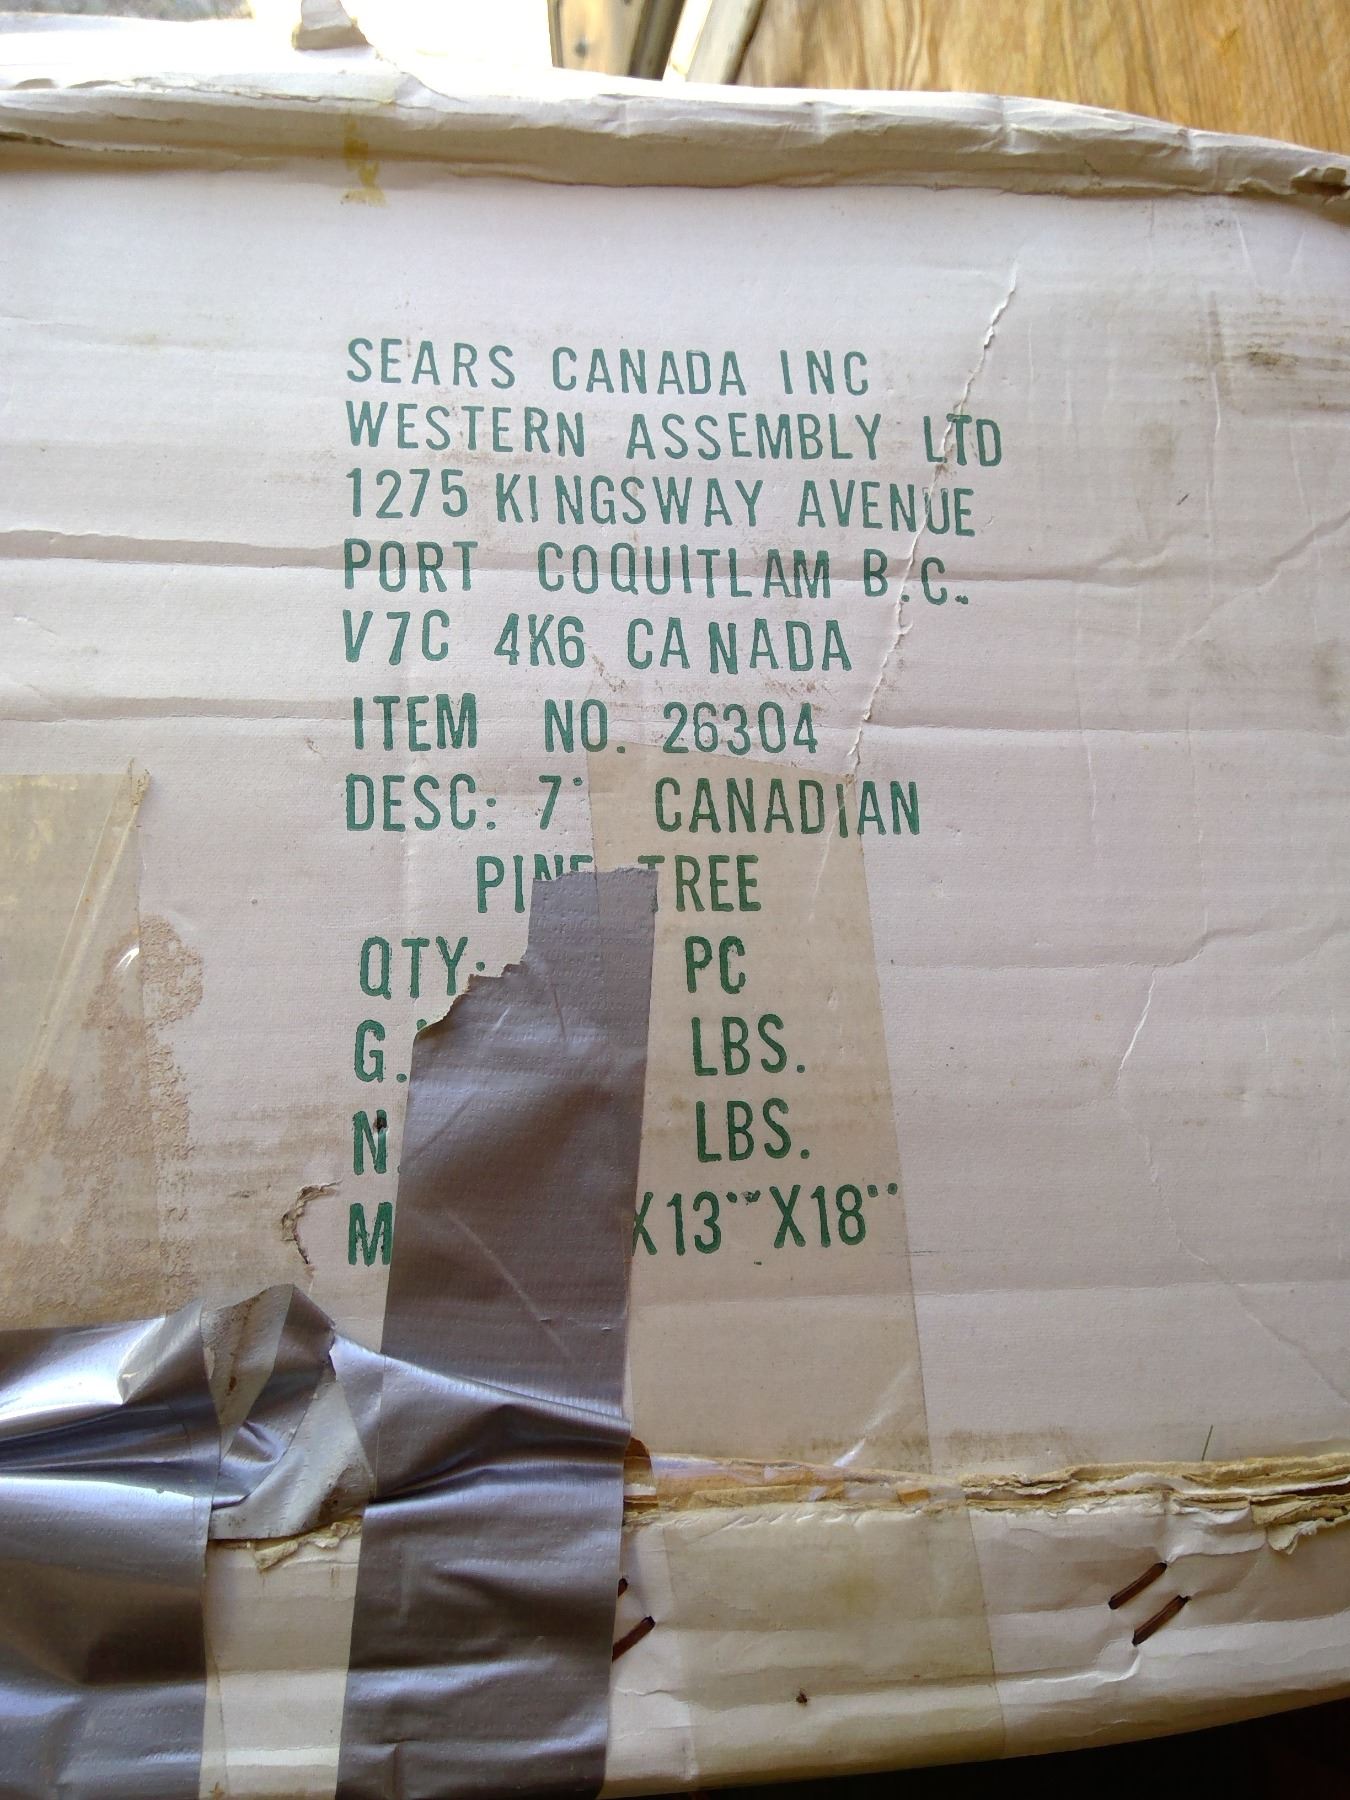 SEARS CANADA INC
WESTERN ASSEMBLY LTD
1275 KINGSWAY AVENUE
PORT COQUITLAM B.C..
V7C 4K6 CANADA
ITEM NO. 26304
DESC: 7' CANADIAN
PINE TREE
QTY: PC
G. LBS.
N. LBS.
M X13"X18"